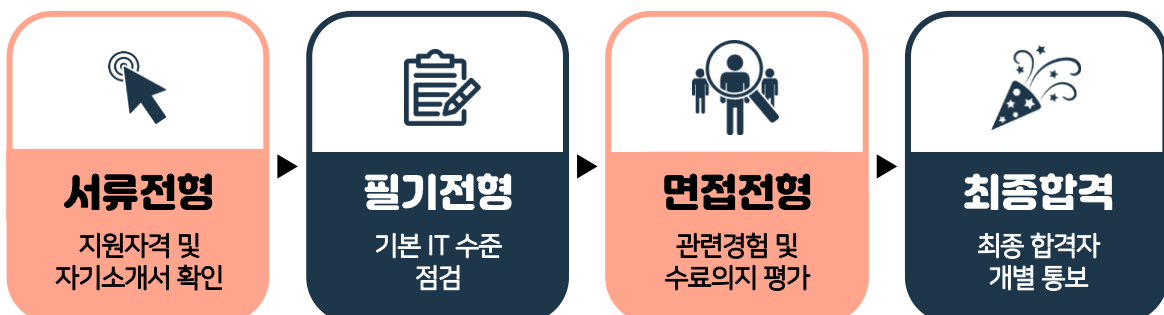 서류전형
지원자격 및
자기소개서 확인
필기전형
기본 IT 수준
점검
면접전형
관련경험 및
수료의지 평가
최종합격
최종 합격자
개별 통보